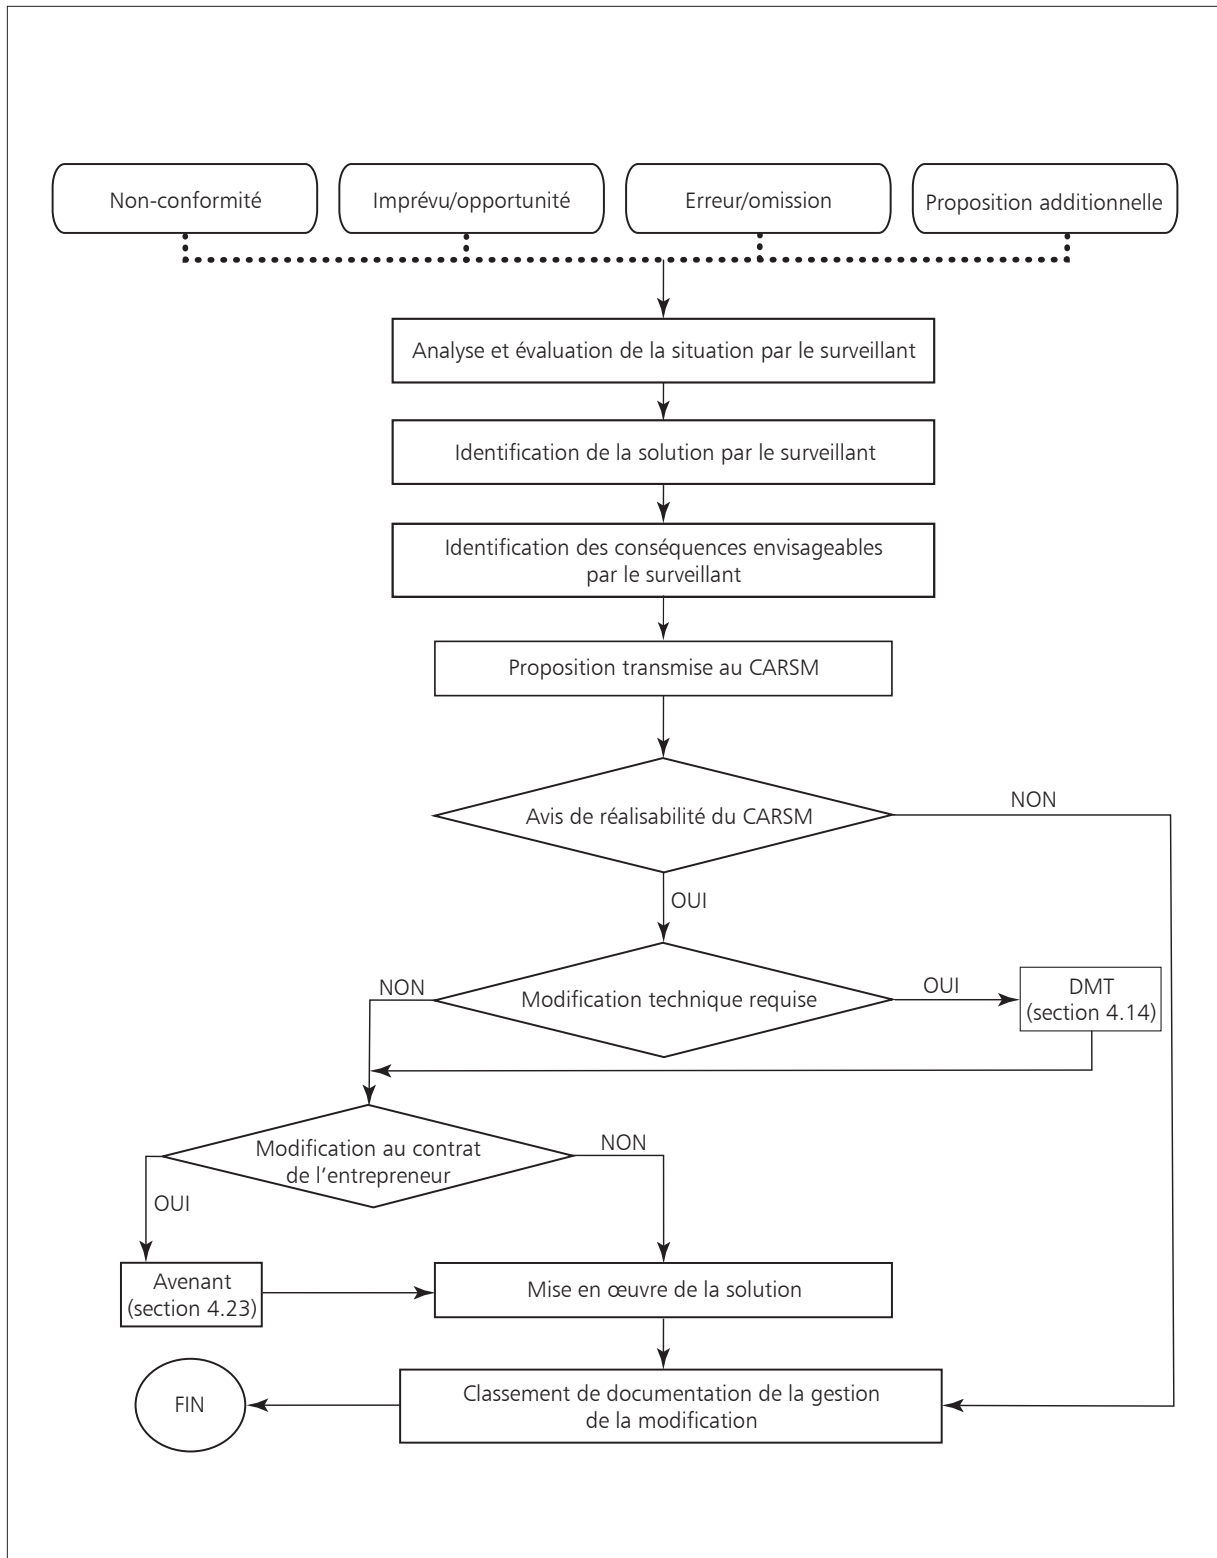 Non-conformité
Imprévu/opportunité
Erreur/omission
Proposition additionnelle
Analyse et évaluation de la situation par le surveillant
Identification de la solution par le surveillant
Identification des conséquences envisageables
par le surveillant
Proposition transmise au CARSM
Avis de réalisabilité du CARSM
NON
OUI
Modification technique requise
NON
OUI
DMT
(section 4.14)
Modification au contrat
de l'entrepreneur
NON
OUI
Avenant
(section 4.23)
Mise en œuvre de la solution
Classement de documentation de la gestion
de la modification
FIN